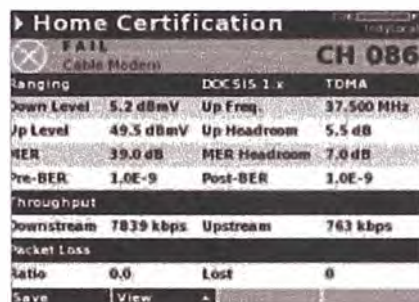 Home Certification
FAIL
Cable Modem
CH 086
Ranging DOCSIS 1.x TDMA
Down Level 5.2 dBmV Up Freq. 37.500 MHz
Up Level 49.5 dBmV Up Headroom 5.5 dB
MER 39.0 dB MER Headroom 7.0 dB
Pre-BER 1.0E-9 Post-BER 1.0E-9
Throughput
Downstream 7839 kbps Upstream 763 kbps
Packet Loss
Ratio 0.0 Lost 0
Save View